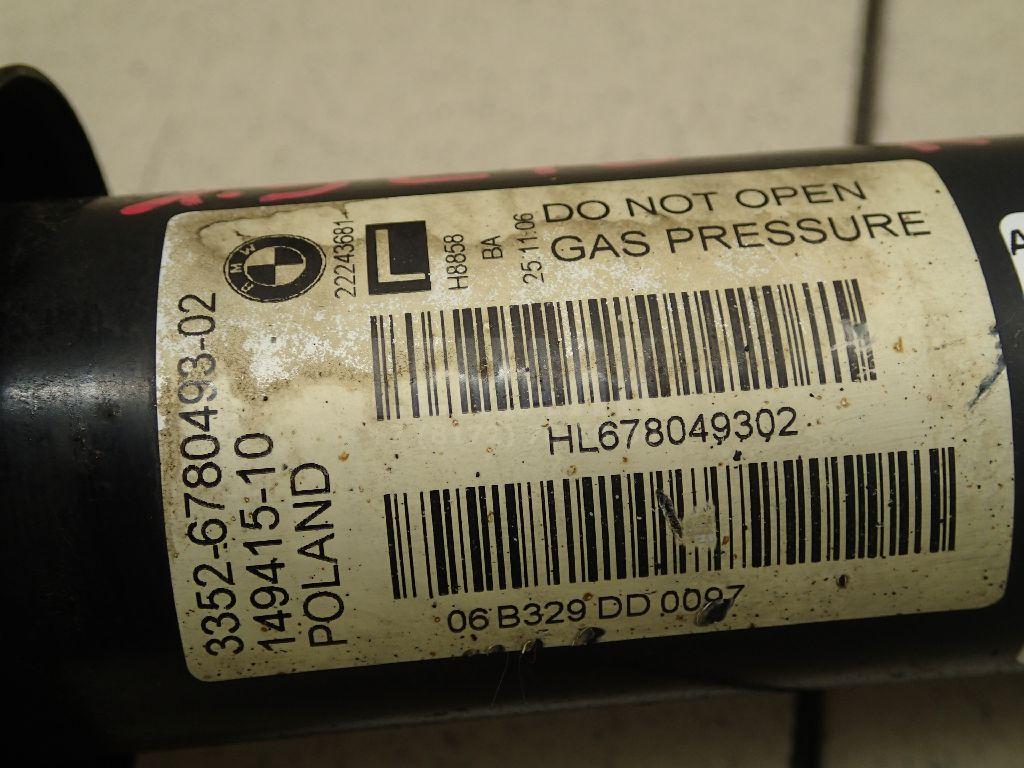 DO NOT OPEN
GAS PRESSURE
BMW
22243681-
L
H8858
BA
25.11.06
HL678049302
06 B329 DD 0097
3352-6780493-02
149415-10
POLAND
A